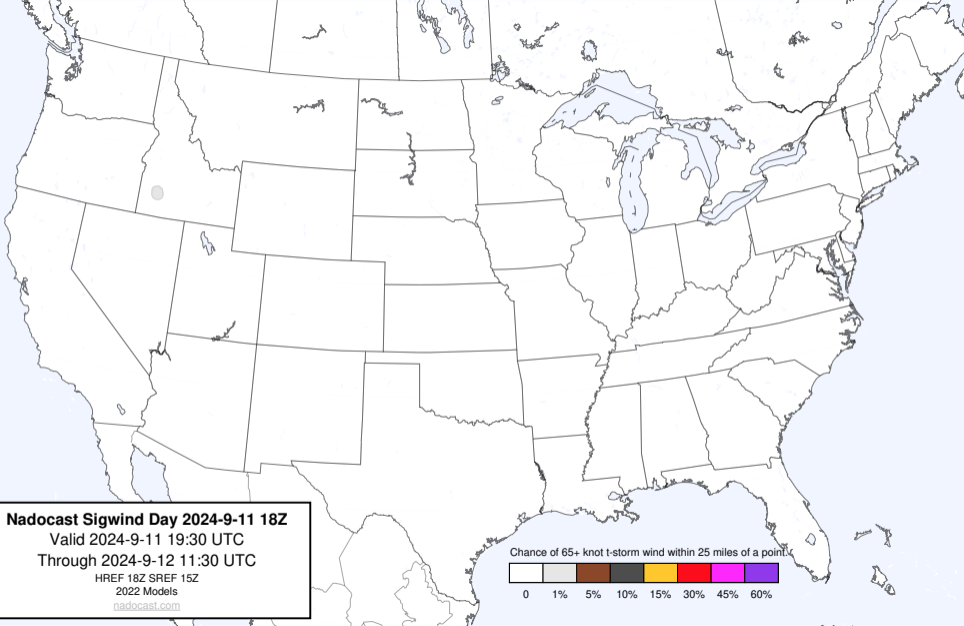 Nadocast Sigwind Day 2024-9-11 18Z
Valid 2024-9-11 19:30 UTC
Through 2024-9-12 11:30 UTC
HREF 18Z SREF 15Z
2022 Models
nadocast.com
Chance of 65+ knot t-storm wind within 25 miles of a point.
0 1% 5% 10% 15% 30% 45% 60%